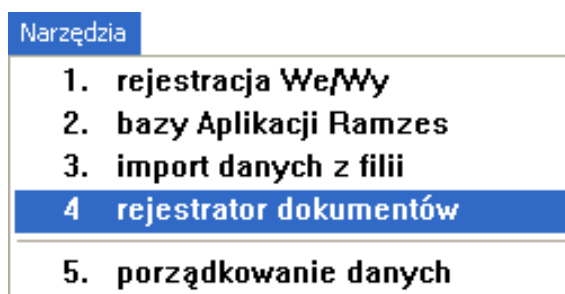 Narzędzia
1. rejestracja We/Wy
2. bazy Aplikacji Ramzes
3. import danych z filii
4 rejestrator dokumentów
5. porządkowanie danych